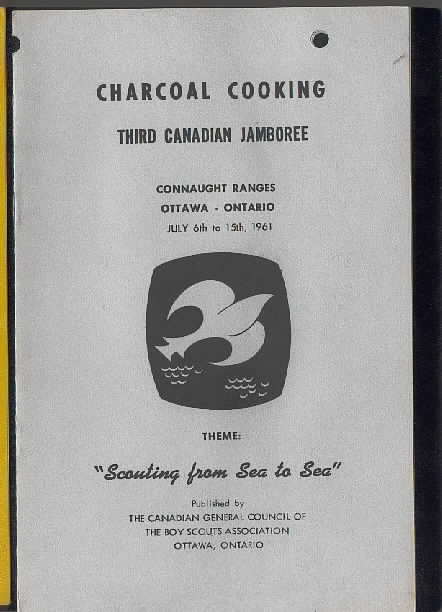 CHARCOAL COOKING
THIRD CANADIAN JAMBOREE
CONNAUGHT RANGES
OTTAWA - ONTARIO
JULY 6th to 15th, 1961
THEME:
"Scouting from Sea to Sea"
Published by
THE CANADIAN GENERAL COUNCIL OF
THE BOY SCOUTS ASSOCIATION
OTTAWA, ONTARIO